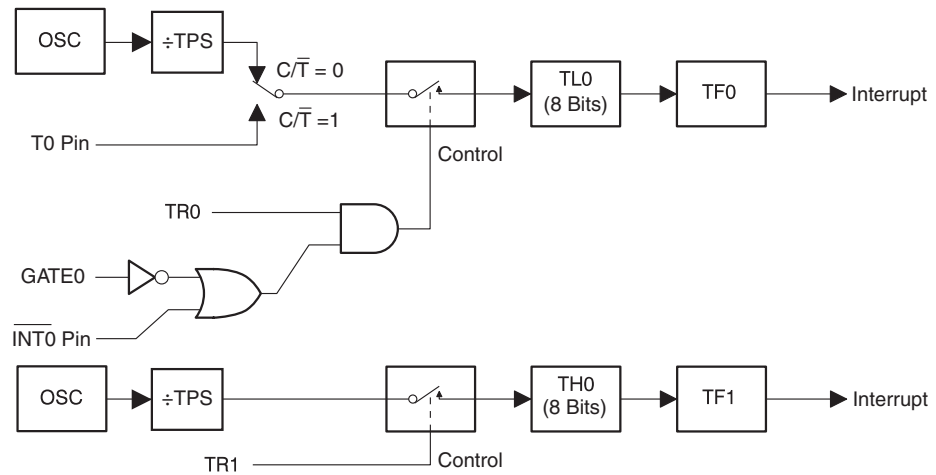 OSC
÷TPS
C/T̅ = 0
C/T̅ =1
T0 Pin
TL0
(8 Bits)
TF0
Interrupt
Control
TR0
GATE0
I̅N̅T̅0̅ Pin
OSC
÷TPS
TH0
(8 Bits)
TF1
Interrupt
TR1
Control